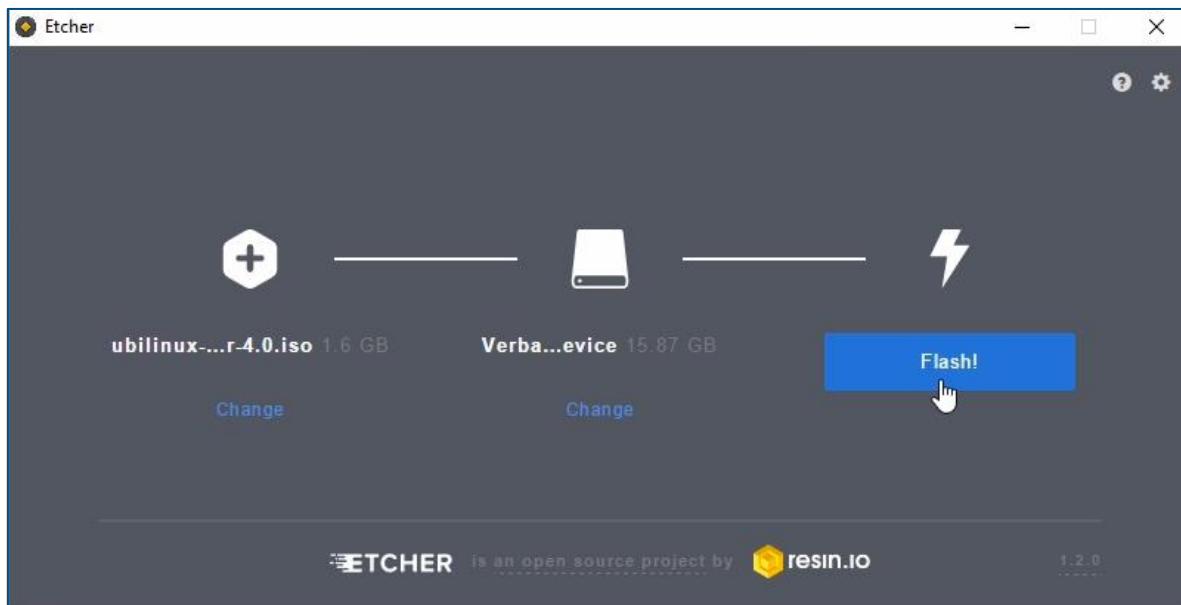 Etcher
ubilinux-...r-4.0.iso 1.6 GB
Verba...evice 15.87 GB
Flash!
Change
Change
ETCHER is an open source project by resin.io
1.2.0